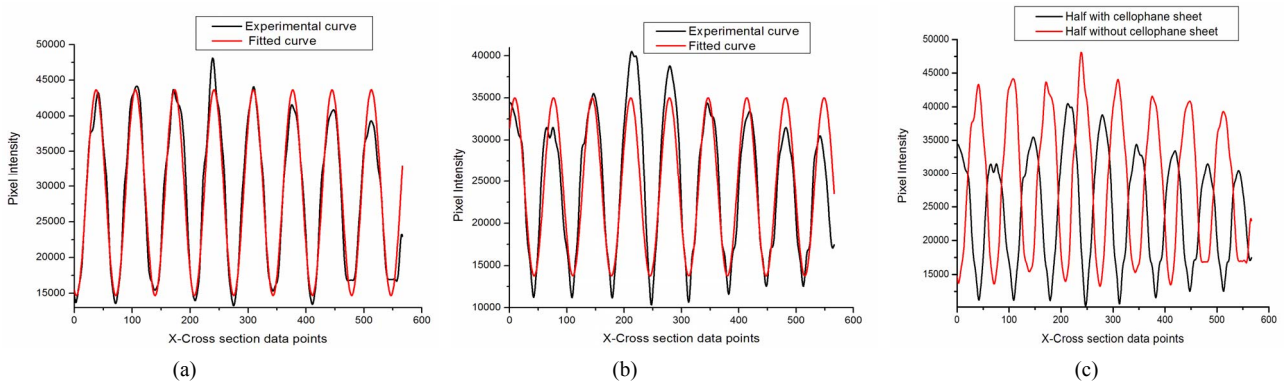 Experimental curve
Fitted curve
50000
45000
40000
35000
30000
25000
20000
15000
Pixel Intensity
0
100
200
300
400
500
600
X-Cross section data points
(a)
Experimental curve
Fitted curve
40000
35000
30000
25000
20000
15000
10000
Pixel Intensity
0
100
200
300
400
500
600
X-Cross section data points
(b)
Half with cellophane sheet
Half without cellophane sheet
50000
45000
40000
35000
30000
25000
20000
15000
Pixel Intensity
0
100
200
300
400
500
600
X-Cross section data points
(c)